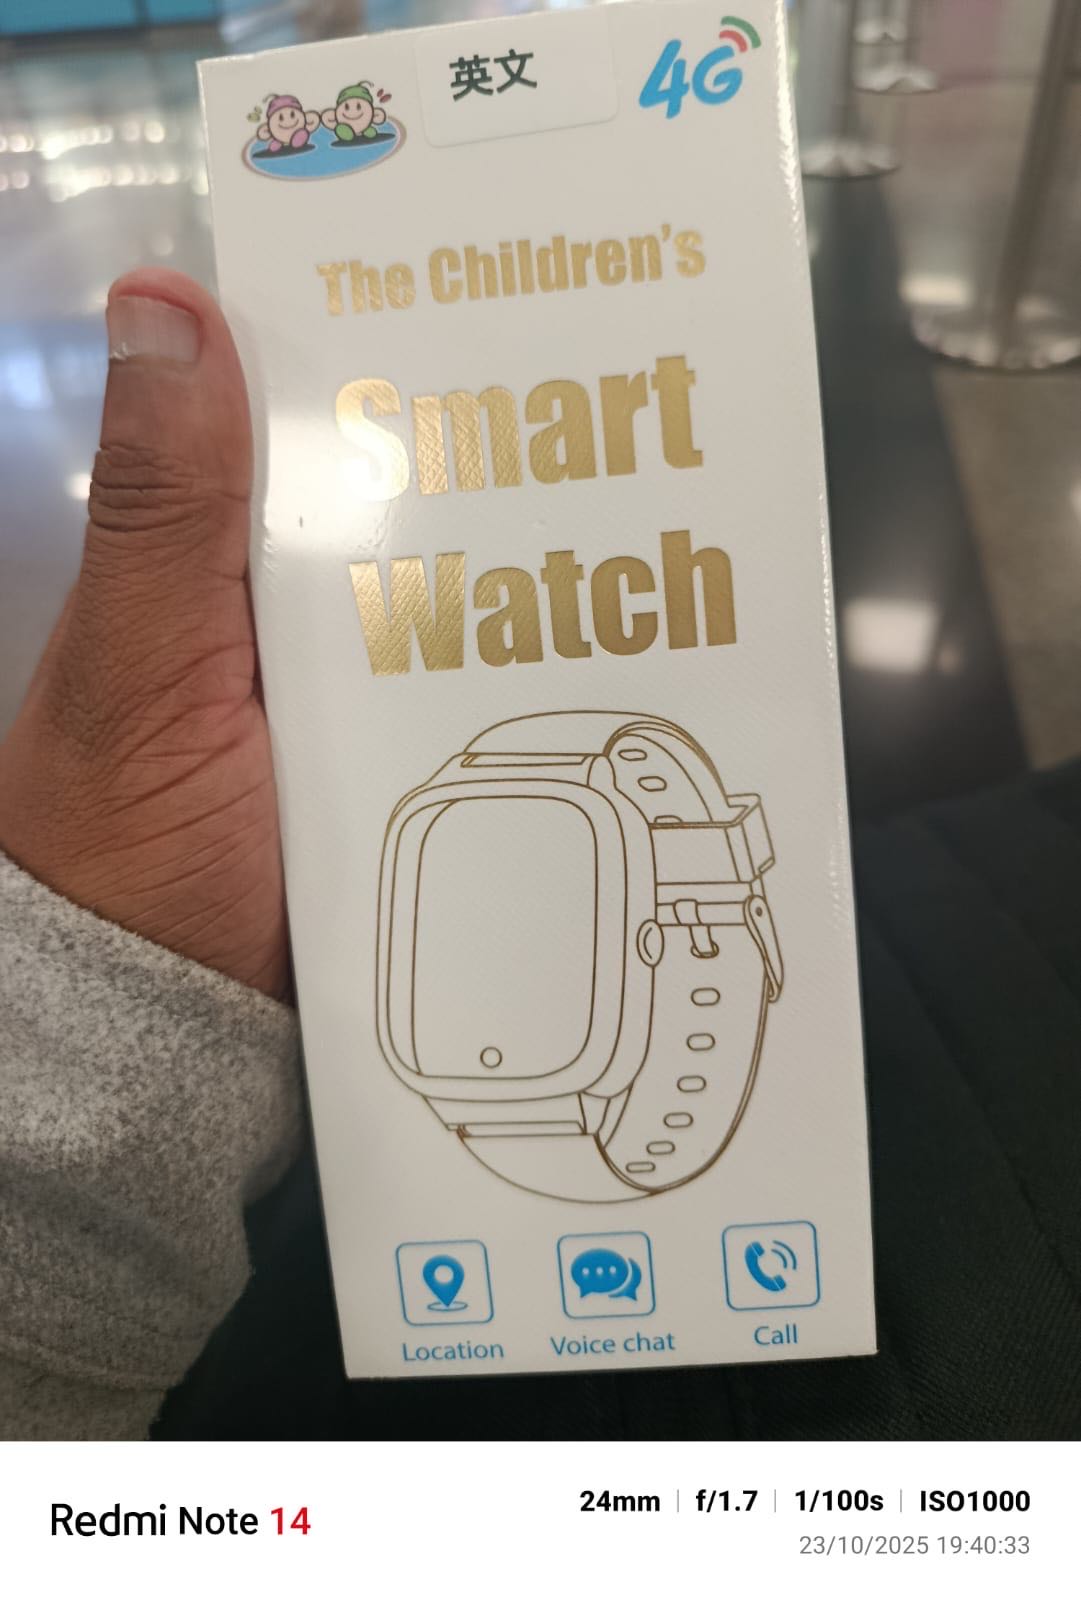 英文
4G
The Children's
Smart
Watch
Location
Voice chat
Call
Redmi Note 14
24mm | f/1.7 | 1/100s | ISO1000
23/10/2025 19:40:33